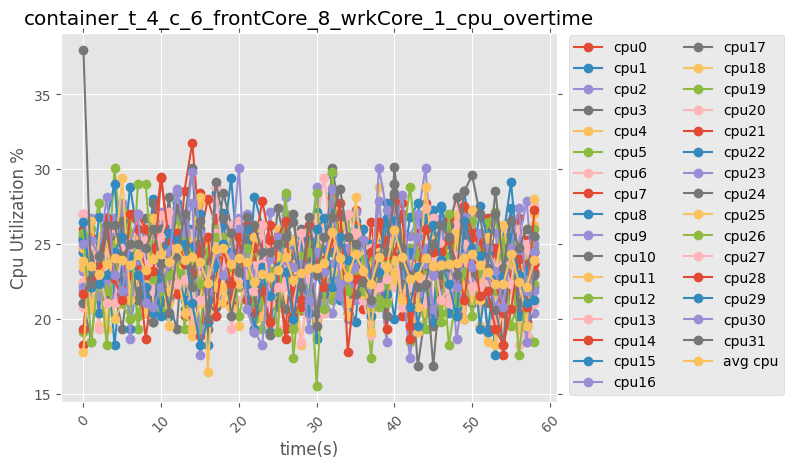 container_t_4_c_6_frontCore_8_wrkCore_1_cpu_overtime
Cpu Utilization %
35
30
25
20
15
0
10
20
30
40
50
60
time(s)
cpu0
cpu1
cpu2
cpu3
cpu4
cpu5
cpu6
cpu7
cpu8
cpu9
cpu10
cpu11
cpu12
cpu13
cpu14
cpu15
cpu16
cpu17
cpu18
cpu19
cpu20
cpu21
cpu22
cpu23
cpu24
cpu25
cpu26
cpu27
cpu28
cpu29
cpu30
cpu31
avg cpu